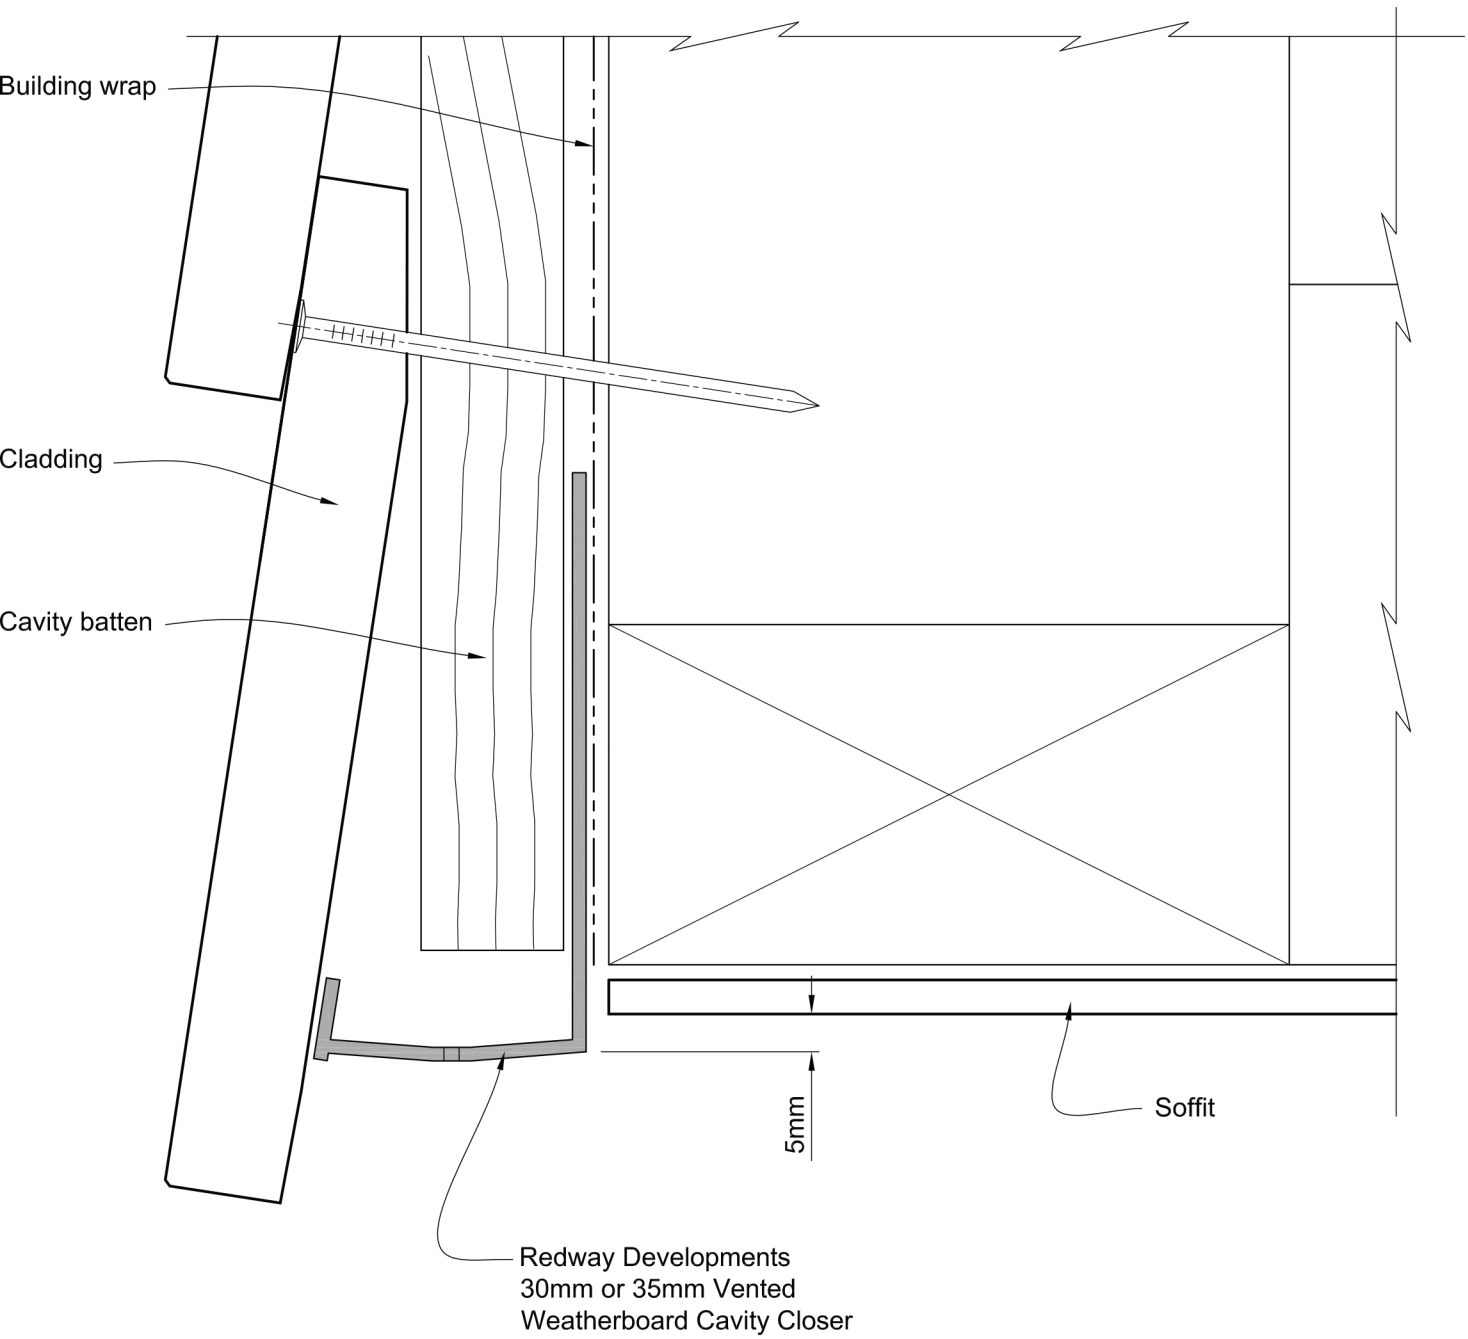 Building wrap
Cladding
Cavity batten
5mm
Soffit
Redway Developments
30mm or 35mm Vented
Weatherboard Cavity Closer